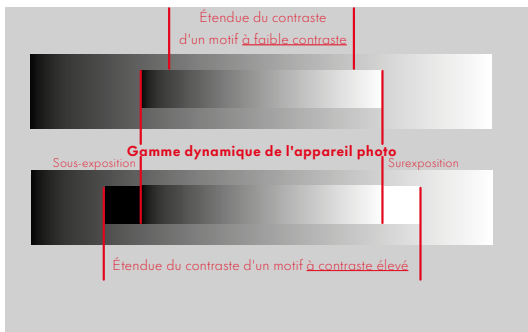 Étendue du contraste
d'un motif à faible contraste
Gamme dynamique de l'appareil photo
Sous-exposition
Surexposition
Étendue du contraste d'un motif à contraste élevé